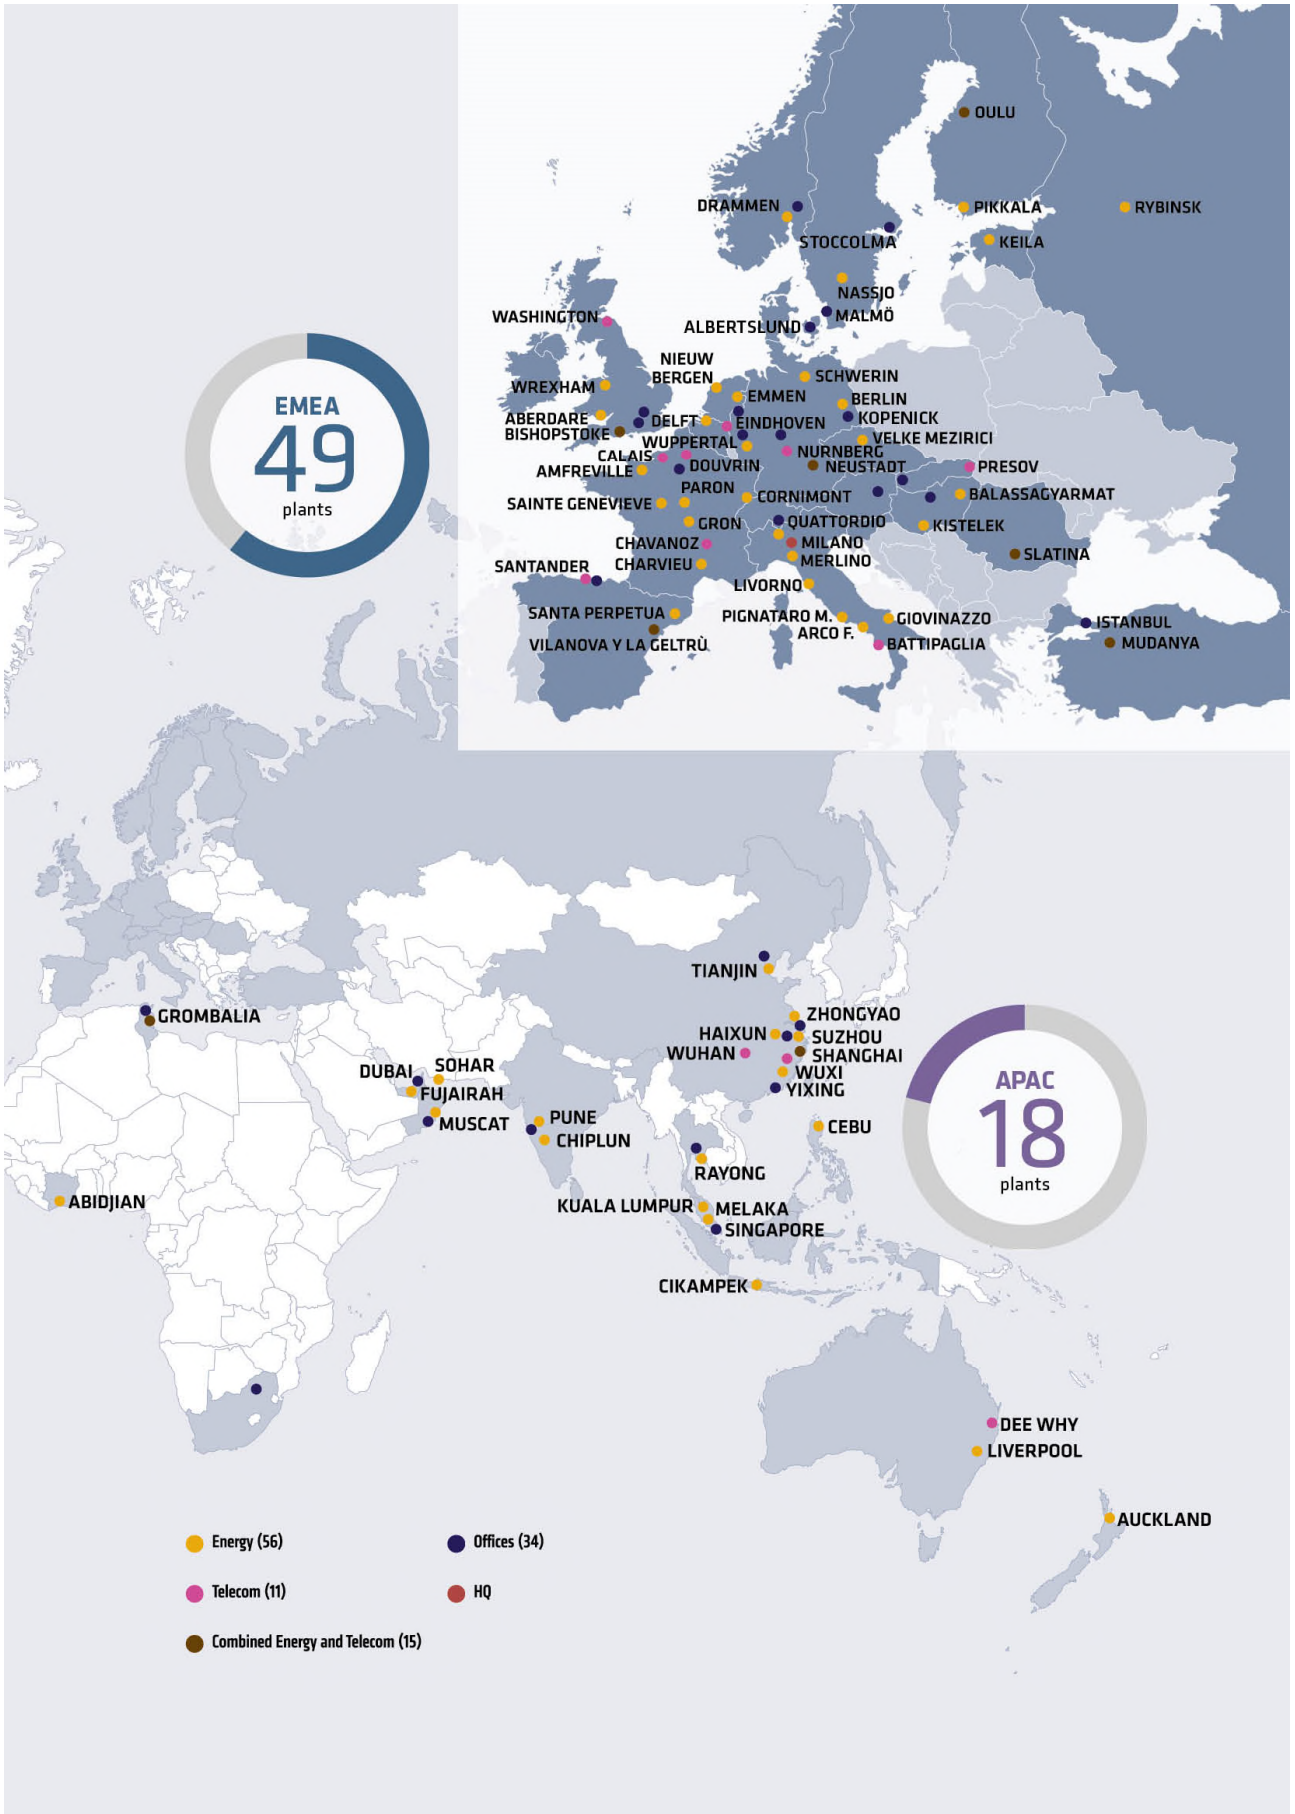 OULU
DRAMMEN
PIKKALA
RYBINSK
STOCCOLMA
KEILA
NASSJO
WASHINGTON
MALMÖ
ALBERTSLUND
NIEUW
BERGEN
SCHWERIN
WREXHAM
EMMEN
BERLIN
EMEA
49
plants
ABERDARE
DELFT
EINDHOVEN
KOPENICK
BISHOPSTOKE
WUPPERTAL
VELKE MEZIRICI
CALAIS
NURNBERG
AMFREVILLE
DOUVRIN
NEUSTADT
PRESOV
PARON
SAINTE GENEVIEVE
CORNIMONT
BALASSAGYARMAT
GRON
QUATTORDIO
KISTELEK
CHAVANOZ
MILANO
CHARVIEU
MERLINO
SLATINA
SANTANDER
LIVORNO
SANTA PERPETUA
PIGNATARO M.
GIOVINAZZO
ISTANBUL
ARCO F.
VILANOVA Y LA GELTRÙ
BATTIPAGLIA
MUDANYA
TIANJIN
GROMBALIA
ZHONGYAO
HAIXUN
SUZHOU
WUHAN
SHANGHAI
DUBAI
SOHAR
WUXI
FUJAIRAH
YIXING
APAC
18
plants
MUSCAT
PUNE
CHIPLUN
CEBU
RAYONG
ABIDJIAN
KUALA LUMPUR
MELAKA
SINGAPORE
CIKAMPEK
DEE WHY
LIVERPOOL
AUCKLAND
Energy (56)
Offices (34)
Telecom (11)
HQ
Combined Energy and Telecom (15)